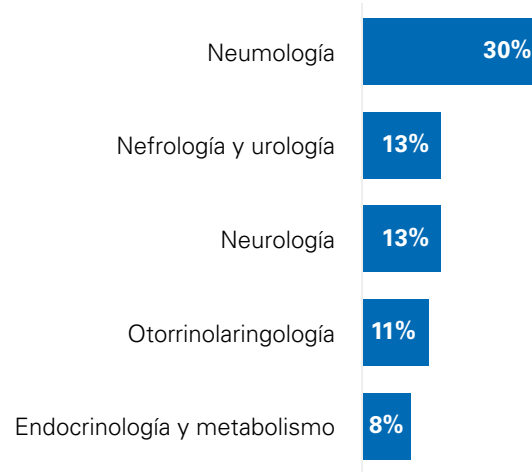 Neumología 30%
Nefrología y urología 13%
Neurología 13%
Otorrinolaringología 11%
Endocrinología y metabolismo 8%